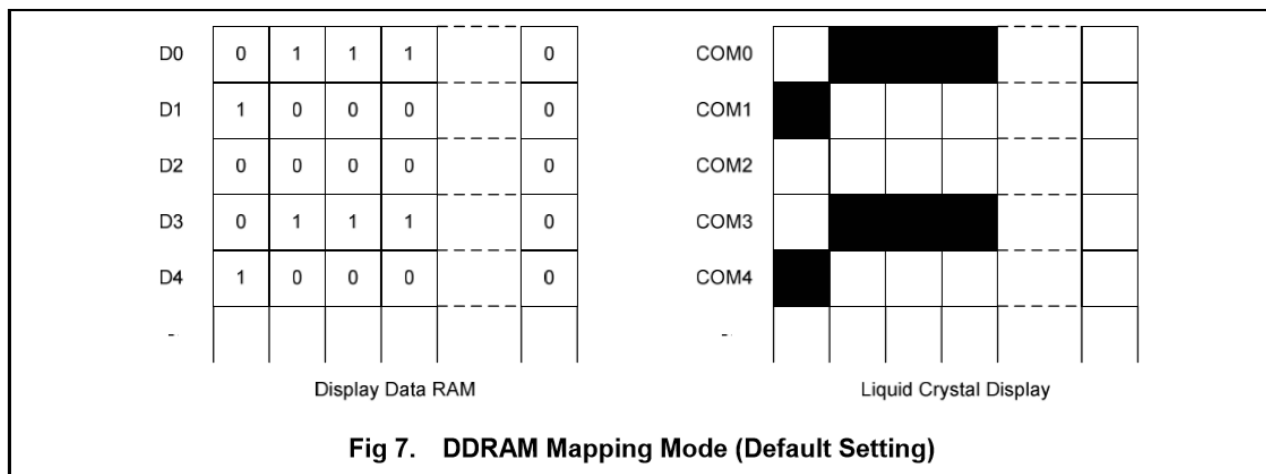 D0 0 1 1 1 0 COM0
D1 1 0 0 0 0 COM1
D2 0 0 0 0 0 COM2
D3 0 1 1 1 0 COM3
D4 1 0 0 0 0 COM4
- -
Display Data RAM Liquid Crystal Display
Fig 7. DDRAM Mapping Mode (Default Setting)